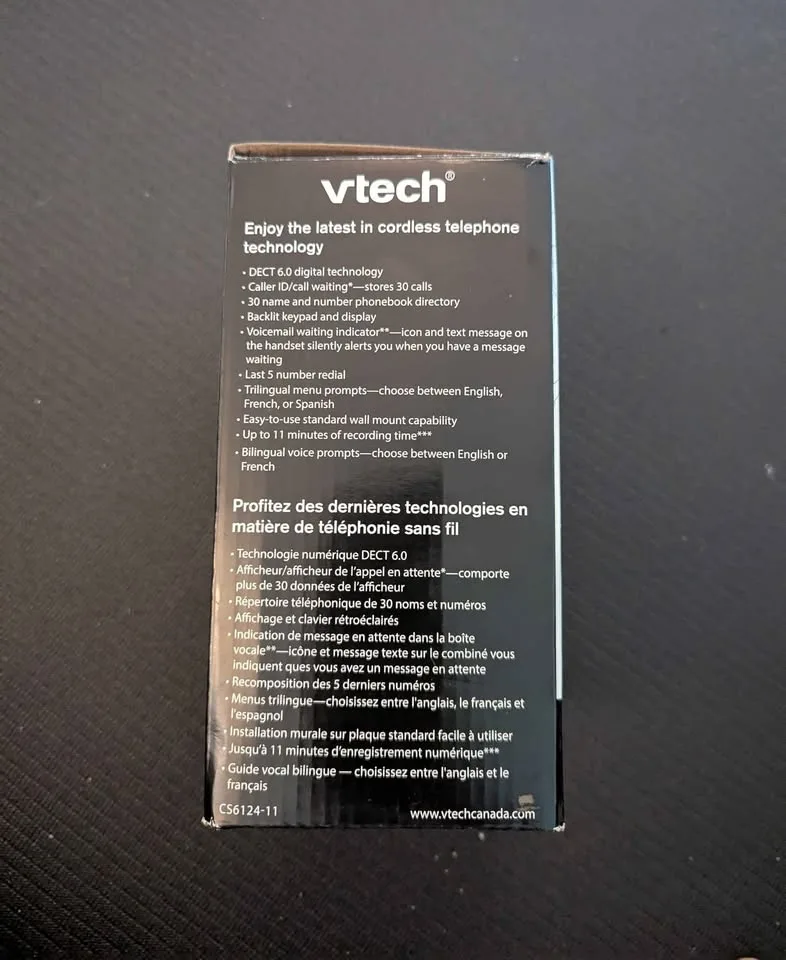 vtech®
Enjoy the latest in cordless telephone
technology
• DECT 6.0 digital technology
• Caller ID/call waiting*—stores 30 calls
• 30 name and number phonebook directory
• Backlit keypad and display
• Voicemail waiting indicator**—icon and text message on
the handset silently alerts you when you have a message
waiting
• Last 5 number redial
• Trilingual menu prompts—choose between English,
French, or Spanish
• Easy-to-use standard wall mount capability
• Up to 11 minutes of recording time***
• Bilingual voice prompts—choose between English or
French
Profitez des dernières technologies en
matière de téléphonie sans fil
• Technologie numérique DECT 6.0
• Afficheur/afficheur de l'appel en attente*—comporte
plus de 30 données de l'afficheur
• Répertoire téléphonique de 30 noms et numéros
• Affichage et clavier rétroéclairés
• Indication de message en attente dans la boîte
vocale**—icône et message texte sur le combiné vous
indiquent ques vous avez un message en attente
• Recomposition des 5 derniers numéros
• Menus trilingue—choisissez entre l'anglais, le français et
l'espagnol
• Installation murale sur plaque standard facile à utiliser
• Jusqu'à 11 minutes d'enregistrement numérique***
• Guide vocal bilingue — choisissez entre l'anglais et le
français
CS6124-11
www.vtechcanada.com